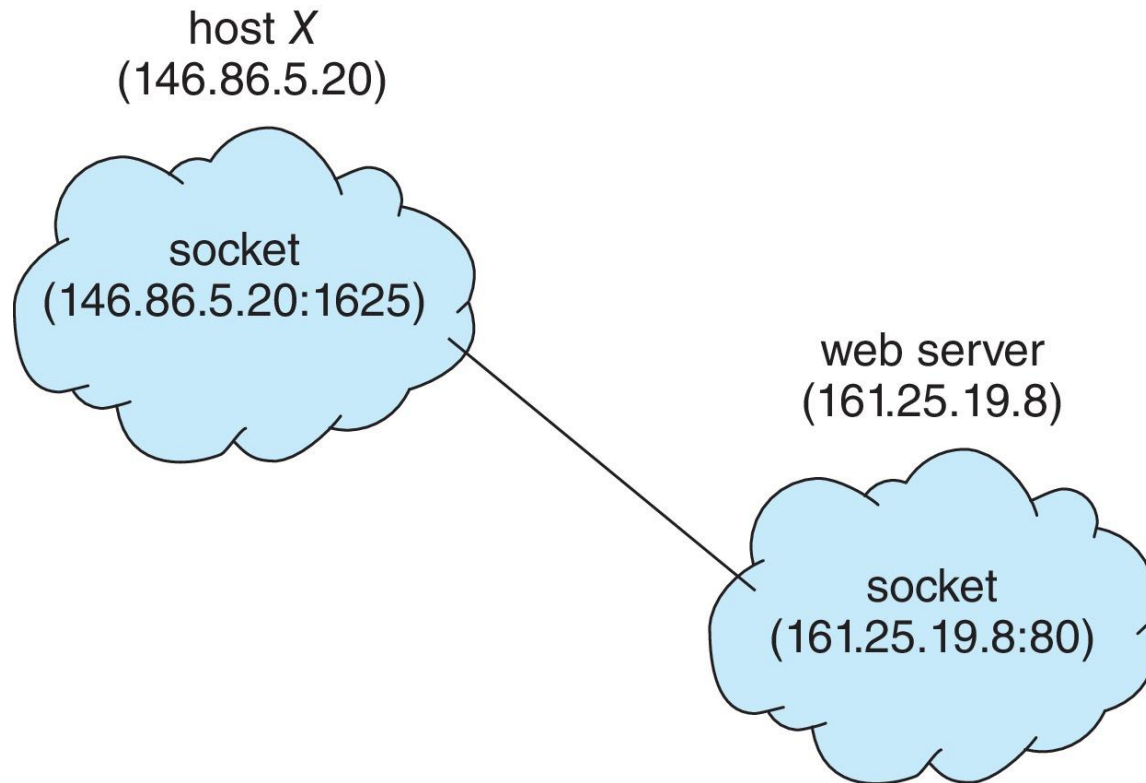 host X
(146.86.5.20)
socket
(146.86.5.20:1625)
web server
(161.25.19.8)
socket
(161.25.19.8:80)